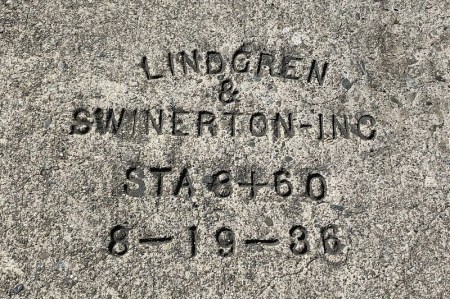 LINDGREN
&
SWINERTON-INC
STA 8+60
8-19-36